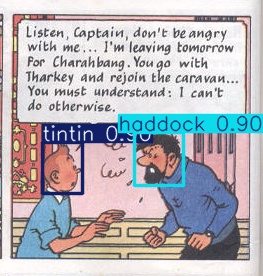 Listen, Captain, don't be angry
with me... I'm leaving tomorrow
For Charahbang. You go with
Tharkey and rejoin the caravan...
You must understand: I can't
do otherwise.
haddock 0.90
tintin 0.90